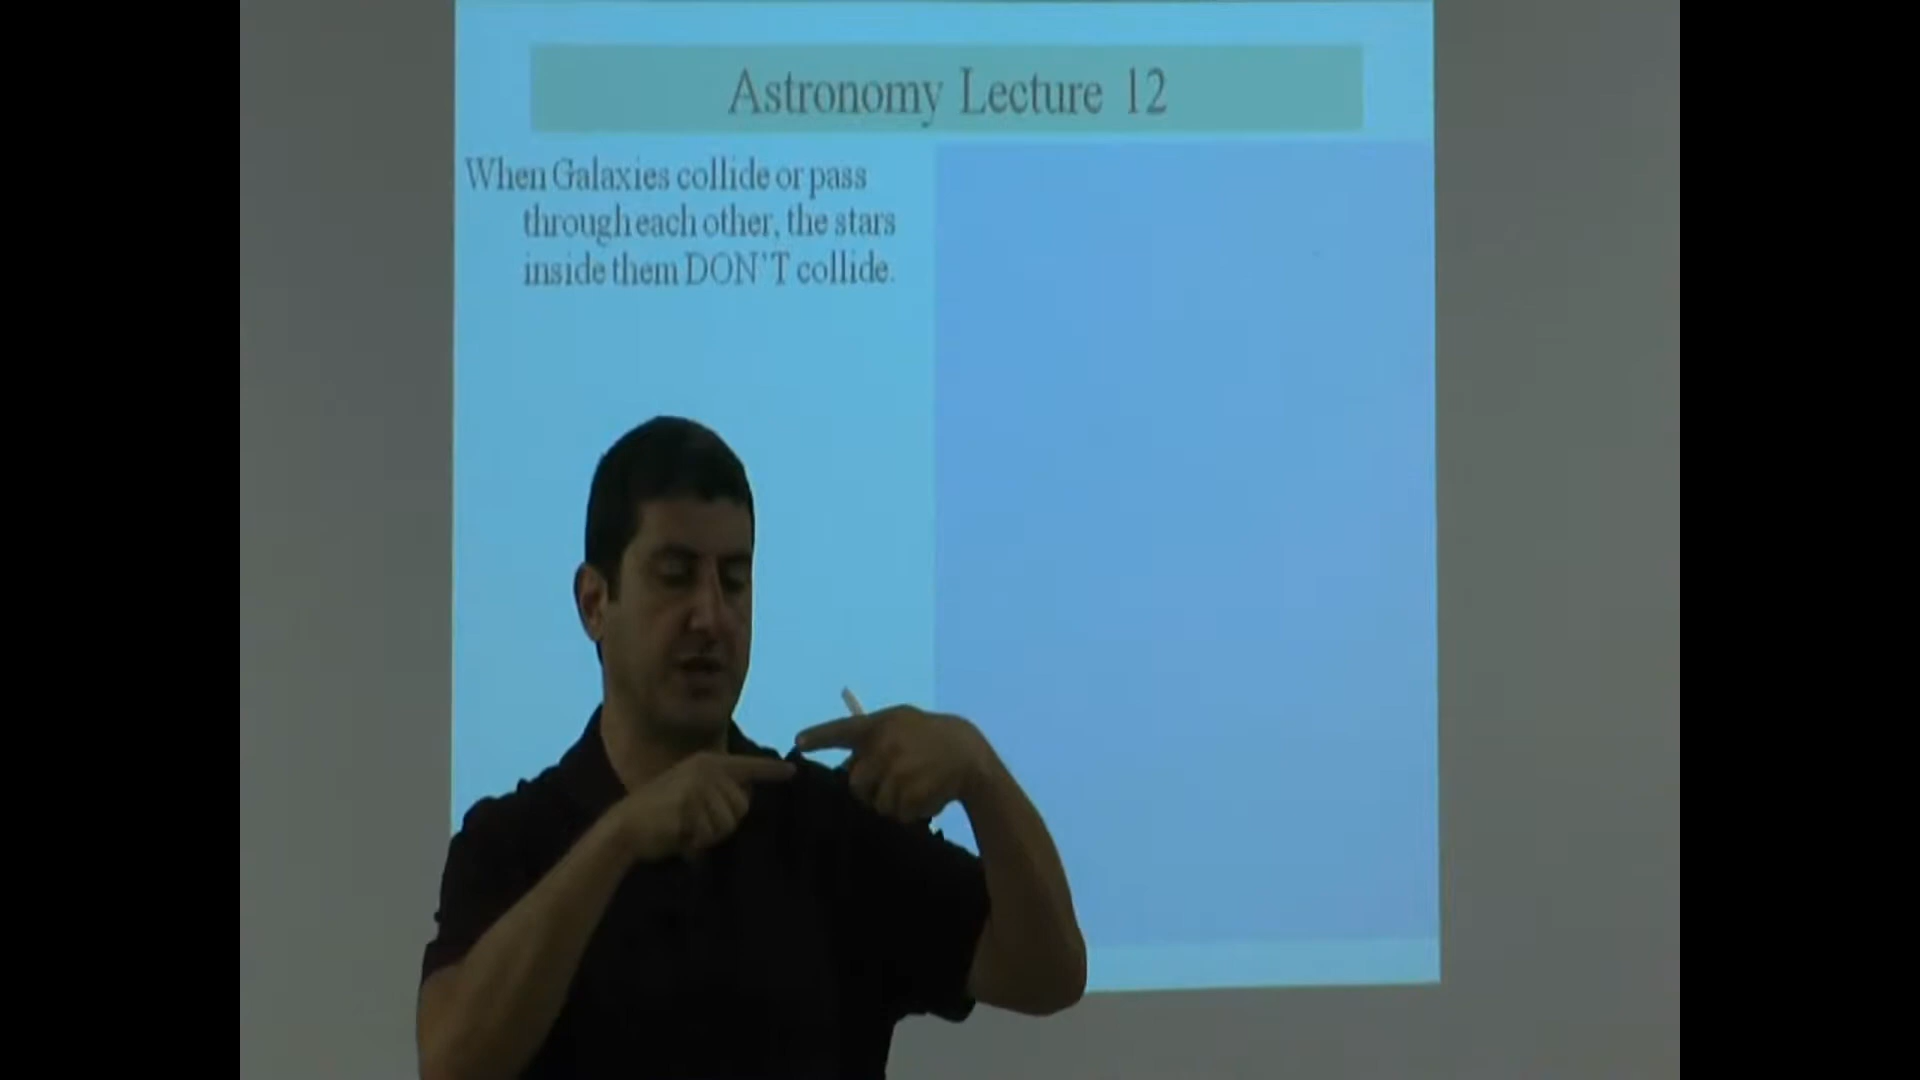 Astronomy Lecture 12
When Galaxies collide or pass
through each other, the stars
inside them DON'T collide.